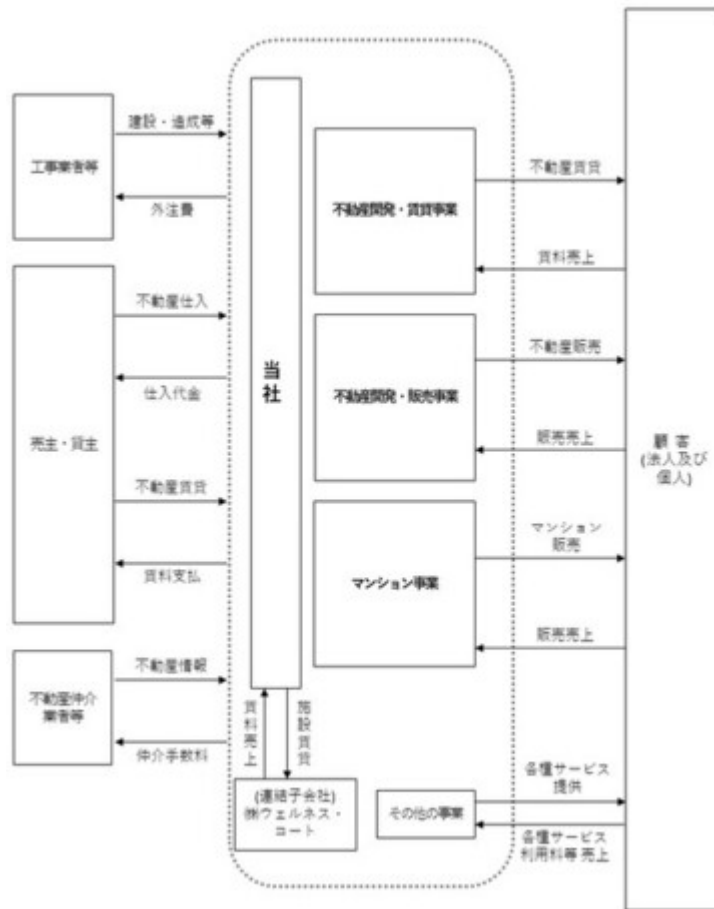 工事業者等
建設・造成等
外注費
売主・貸主
不動産仕入
仕入代金
不動産賃貸
賃料支払
不動産仲介
業者等
不動産情報
仲介手数料
当社
賃料売上
施設賃貸
(連結子会社)
㈱ウェルネス・
コート
不動産開発・賃貸事業
不動産開発・販売事業
マンション事業
その他の事業
不動産賃貸
賃料売上
不動産販売
販売売上
マンション
販売
販売売上
各種サービス
提供
各種サービス
利用料等 売上
顧 客
(法人及び
個人)